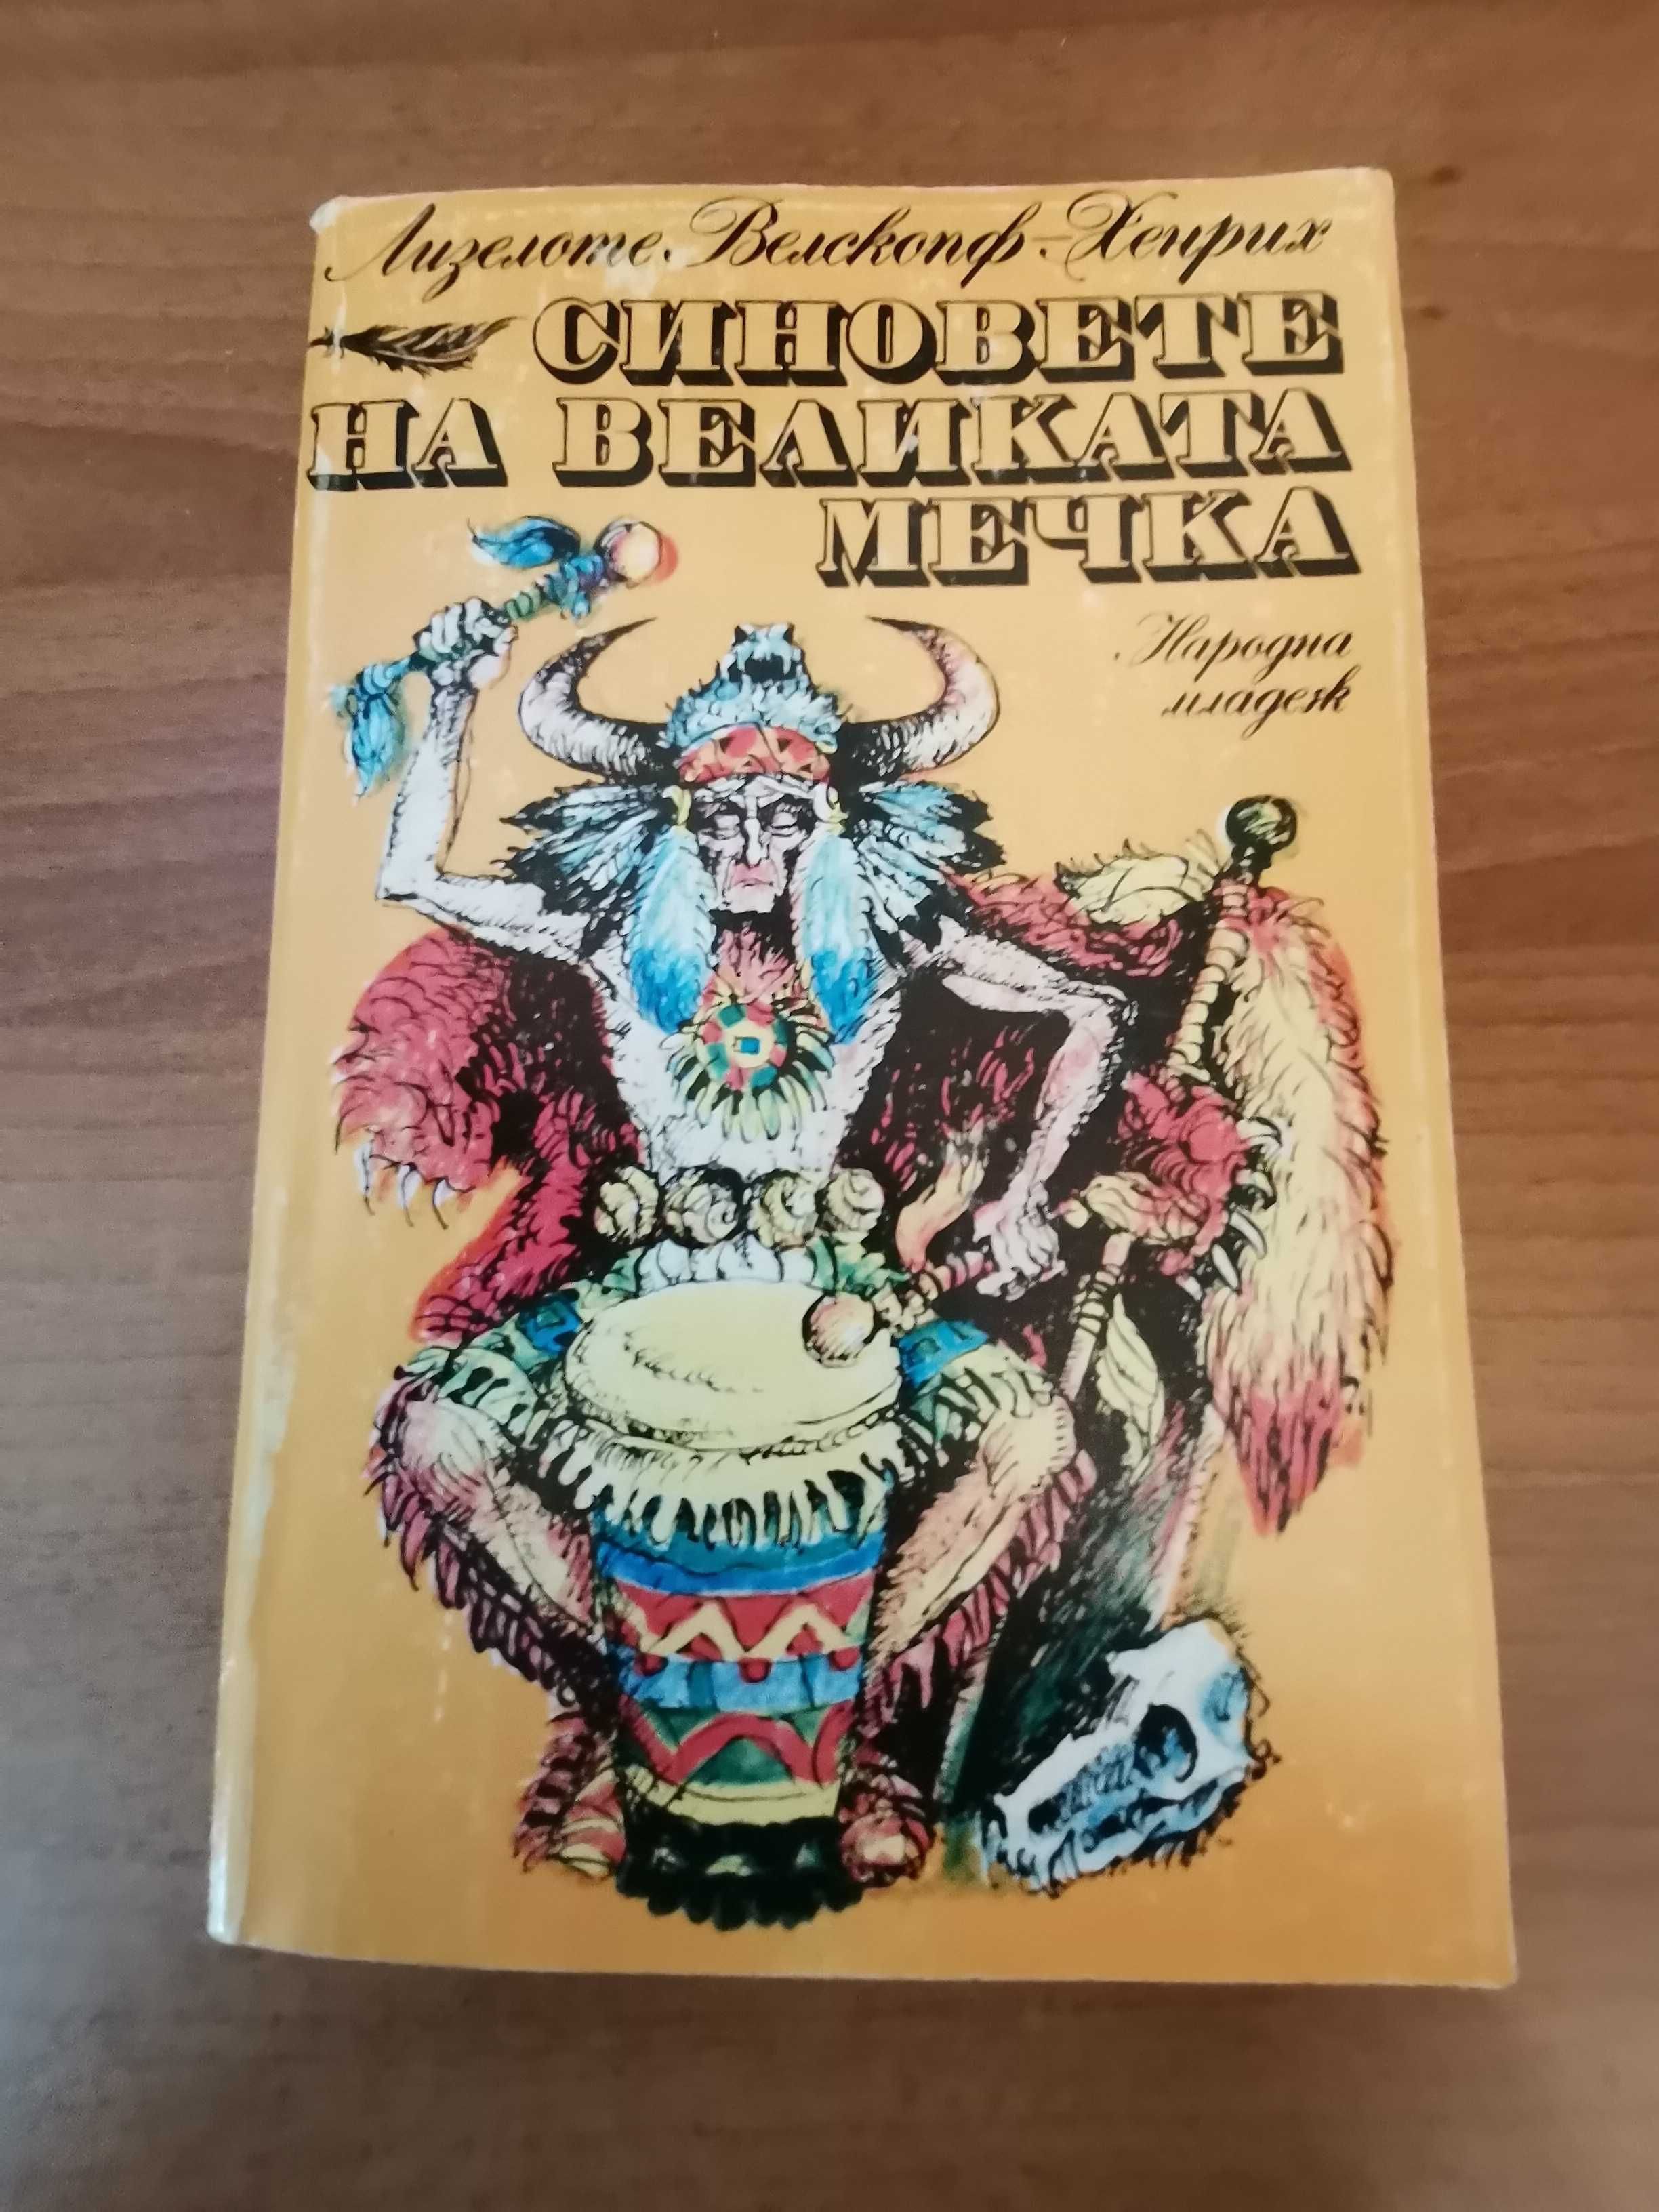 Лизелоте Велскопф-Хенрих
СИНОВЕТЕ
НА ВЕЛИКАТА
МЕЧКА
Народна
младеж